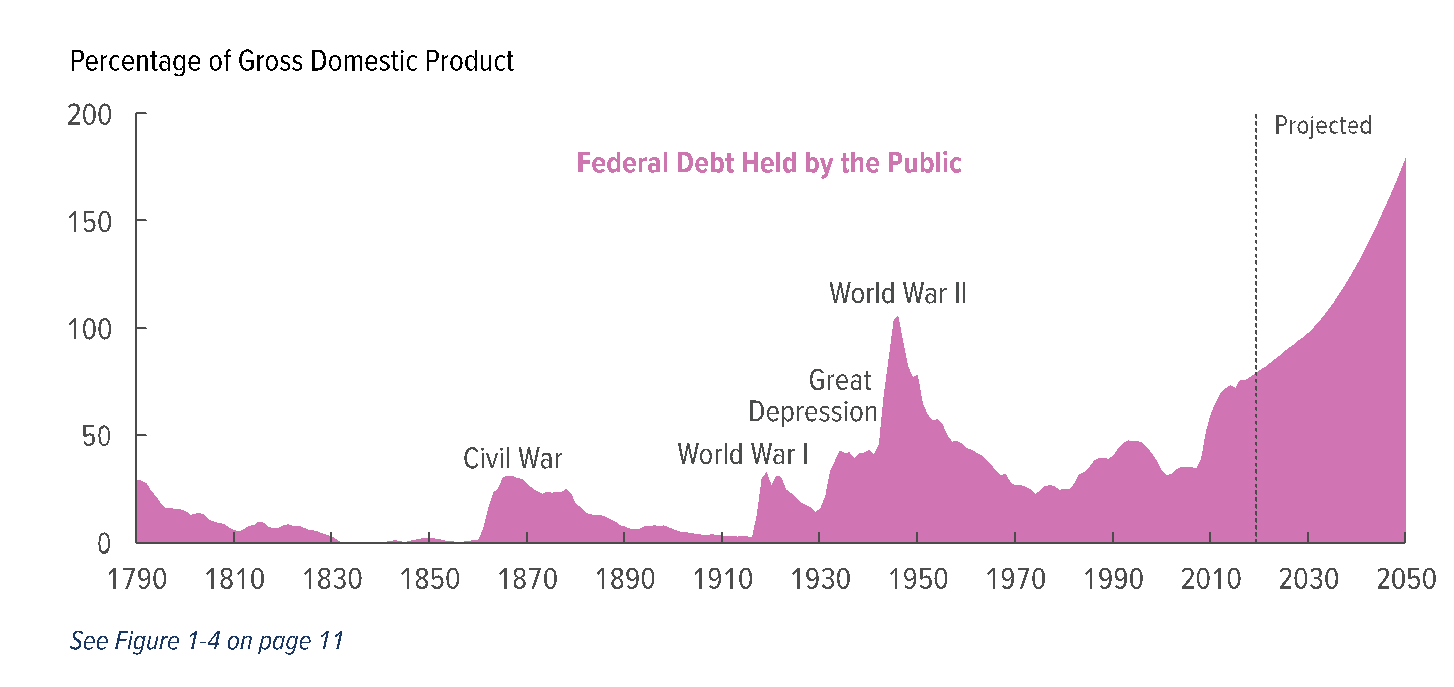 Percentage of Gross Domestic Product
200
Projected
Federal Debt Held by the Public
150
World War II
100
Great
Depression
50
World War I
Civil War
0
1790 1810 1830 1850 1870 1890 1910 1930 1950 1970 1990 2010 2030 2050
See Figure 1-4 on page 11